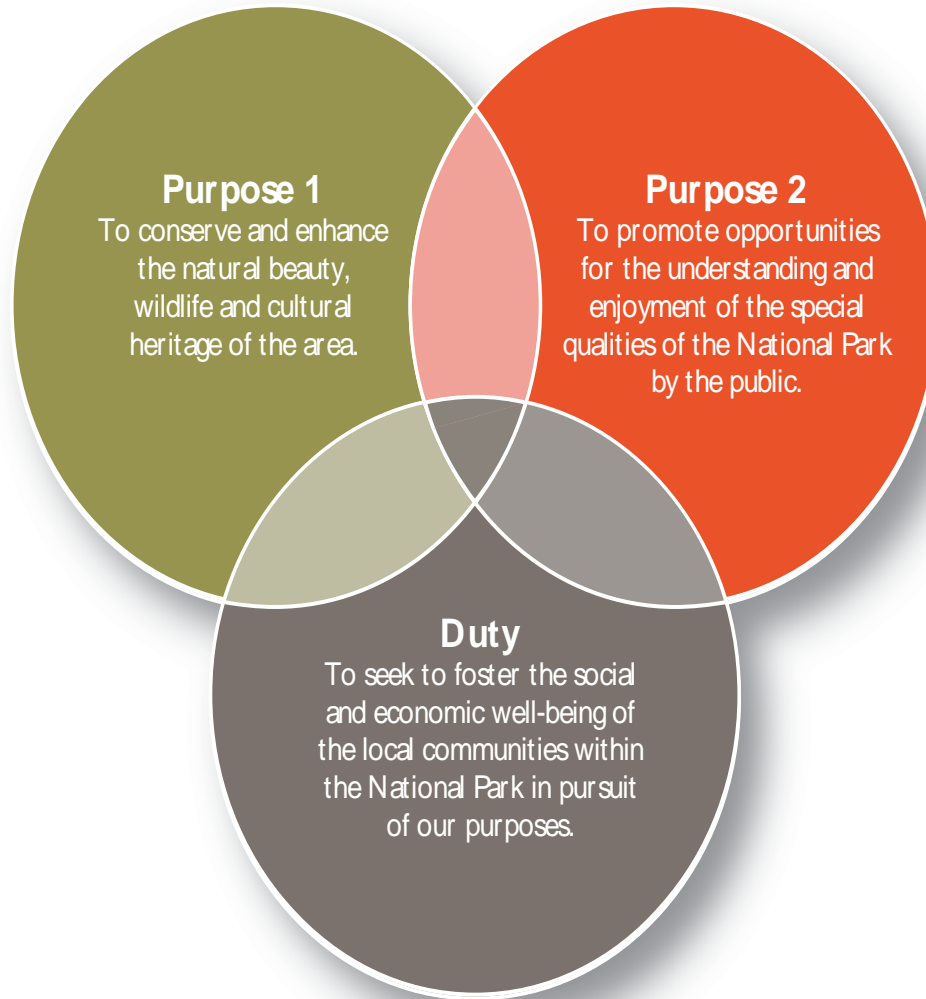 Purpose 1
To conserve and enhance
the natural beauty,
wildlife and cultural
heritage of the area.
Purpose 2
To promote opportunities
for the understanding and
enjoyment of the special
qualities of the National Park
by the public.
Duty
To seek to foster the social
and economic well-being of
the local communities within
the National Park in pursuit
of our purposes.